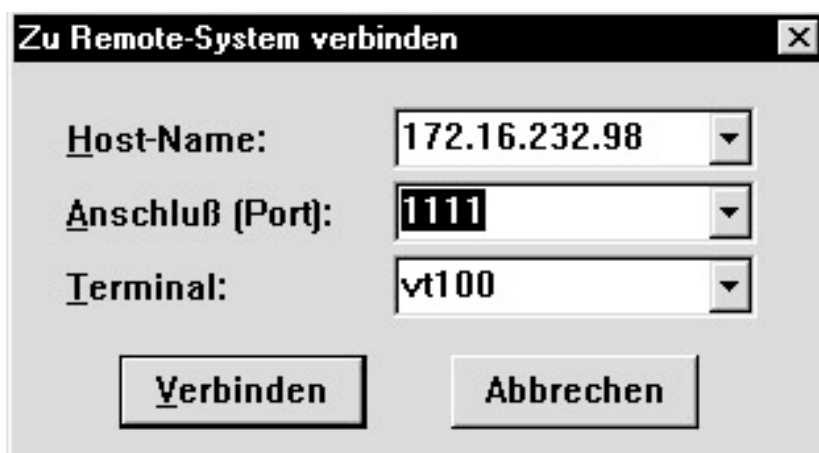 Zu Remote-System verbinden
Host-Name: 172.16.232.98
Anschluß (Port): 1111
Terminal: vt100
Verbinden Abbrechen